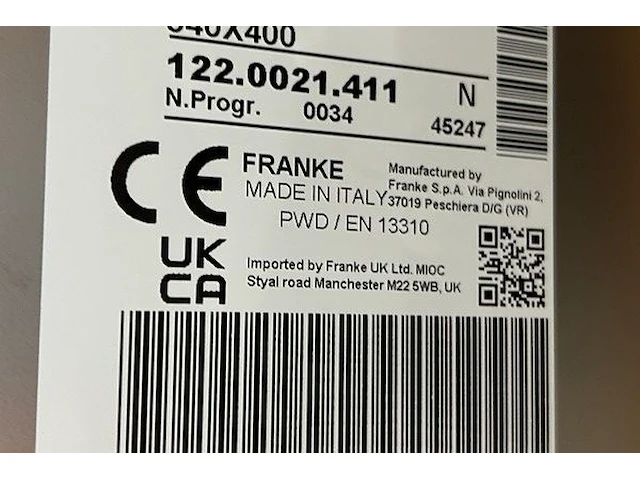 540X400
122.0021.411 N
N.Progr. 0034 45247
CE
FRANKE
MADE IN ITALY
PWD / EN 13310
Manufactured by
Franke S.p.A. Via Pignolini 2,
37019 Peschiera D/G (VR)
UK
CA
Imported by Franke UK Ltd. MIOC
Styal road Manchester M22 5WB, UK